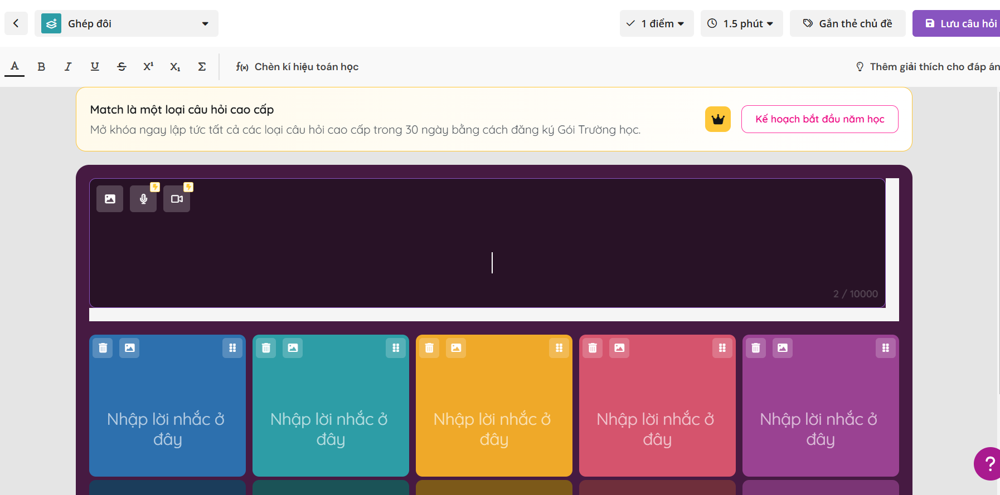 Ghép đôi
1 điểm
1.5 phút
Gắn thẻ chủ đề
Lưu câu hỏi
A B I U S X¹ X₁ Σ
f(x) Chèn kí hiệu toán học
Thêm giải thích cho đáp án
Match là một loại câu hỏi cao cấp
Mở khóa ngay lập tức tất cả các loại câu hỏi cao cấp trong 30 ngày bằng cách đăng ký Gói Trường học.
Kế hoạch bắt đầu năm học
2 / 10000
Nhập lời nhắc ở
đây
Nhập lời nhắc ở
đây
Nhập lời nhắc ở
đây
Nhập lời nhắc ở
đây
Nhập lời nhắc ở
đây
?